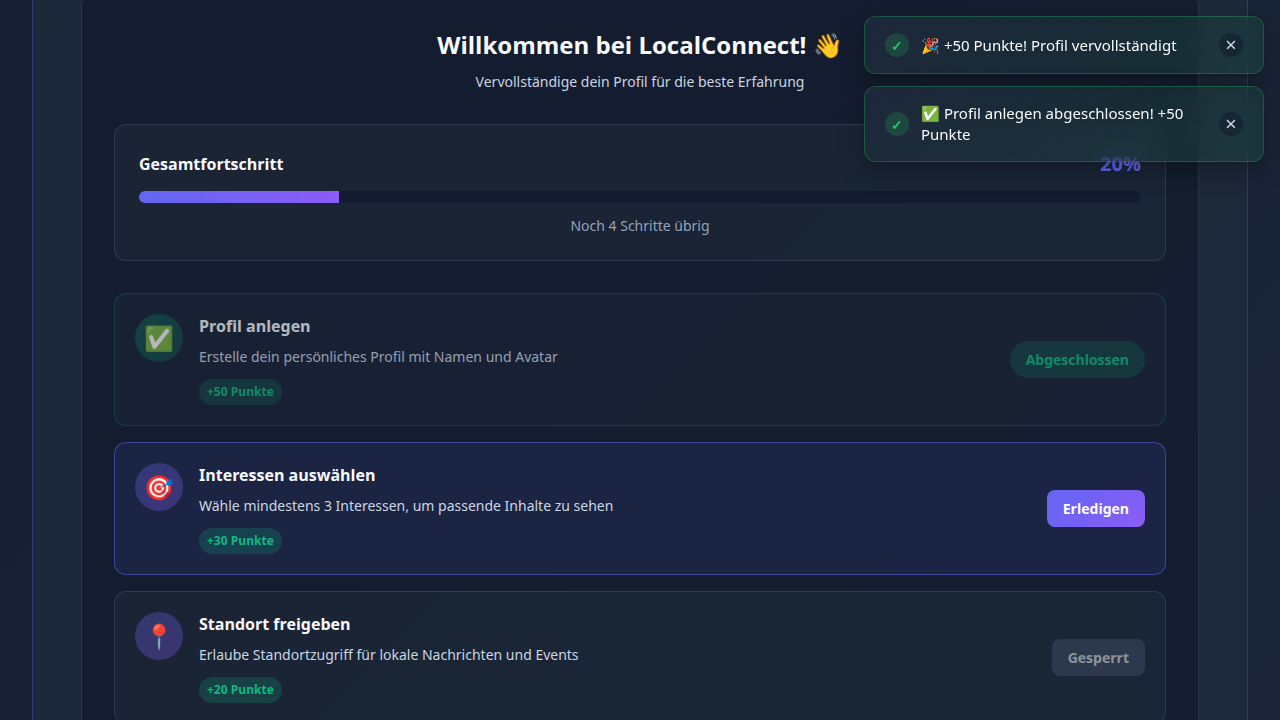 Willkommen bei LocalConnect! 👋
Vervollständige dein Profil für die beste Erfahrung
✓ 🎉 +50 Punkte! Profil vervollständigt ✕
✓ ✅ Profil anlegen abgeschlossen! +50
Punkte ✕
Gesamtfortschritt
20%
Noch 4 Schritte übrig
Profil anlegen
Erstelle dein persönliches Profil mit Namen und Avatar
+50 Punkte
Abgeschlossen
Interessen auswählen
Wähle mindestens 3 Interessen, um passende Inhalte zu sehen
+30 Punkte
Erledigen
Standort freigeben
Erlaube Standortzugriff für lokale Nachrichten und Events
+20 Punkte
Gesperrt